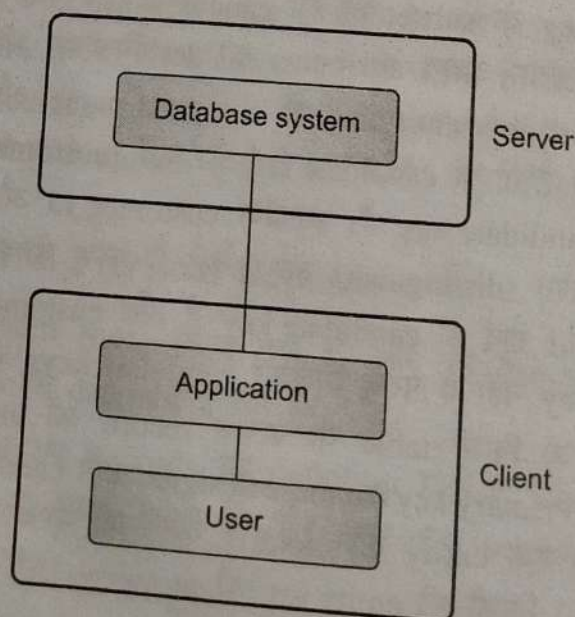 Database system
Server
Application
Client
User